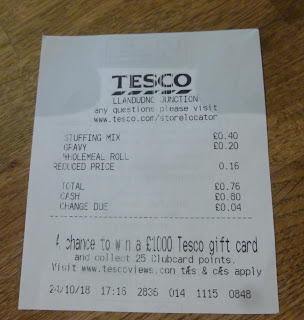 TESCO
LLANDUDNO JUNCTION
any questions please visit
www.tesco.com/storelocator
STUFFING MIX £0.40
GRAVY £0.20
WHOLEMEAL ROLL
REDUCED PRICE 0.16
TOTAL £0.76
CASH £0.80
CHANGE DUE £0.04
A chance to win a £1000 Tesco gift card
and collect 25 Clubcard points.
Visit www.tescoviews.com t&s & c&s apply
24/10/18 17:16 2836 014 1115 0848